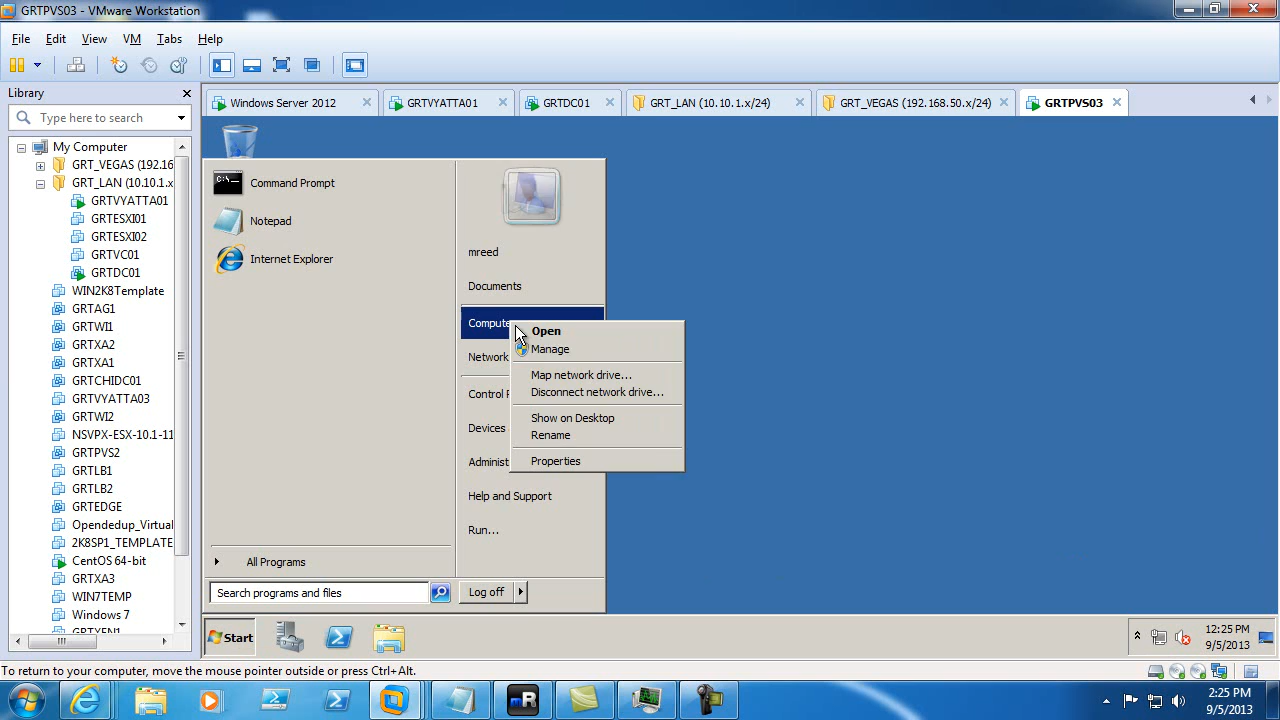 GRTPVS03 - VMware Workstation
File Edit View VM Tabs Help
Library
Type here to search
My Computer
GRT_VEGAS (192.16
GRT_LAN (10.10.1.x
GRTVYATTA01
GRTESXI01
GRTESXI02
GRTVC01
GRTDC01
WIN2K8Template
GRTAG1
GRTWI1
GRTXA2
GRTXA1
GRTCHIDC01
GRTVYATTA03
GRTWI2
NSVPX-ESX-10.1-11
GRTPVS2
GRTLB1
GRTLB2
GRTEDGE
Opendedup_Virtual
2K8SP1_TEMPLATE
CentOS 64-bit
GRTXA3
WIN7TEMP
Windows 7
GRTXEN1
Windows Server 2012 GRTVYATTA01 GRTDC01 GRT_LAN (10.10.1.x/24) GRT_VEGAS (192.168.50.x/24) GRTPVS03
Command Prompt
Notepad
Internet Explorer
All Programs
Search programs and files
mreed
Documents
Compute
Network
Control P
Devices
Administ
Help and Support
Run...
Log off
Open
Manage
Map network drive...
Disconnect network drive...
Show on Desktop
Rename
Properties
Start
12:25 PM
9/5/2013
To return to your computer, move the mouse pointer outside or press Ctrl+Alt.
2:25 PM
9/5/2013